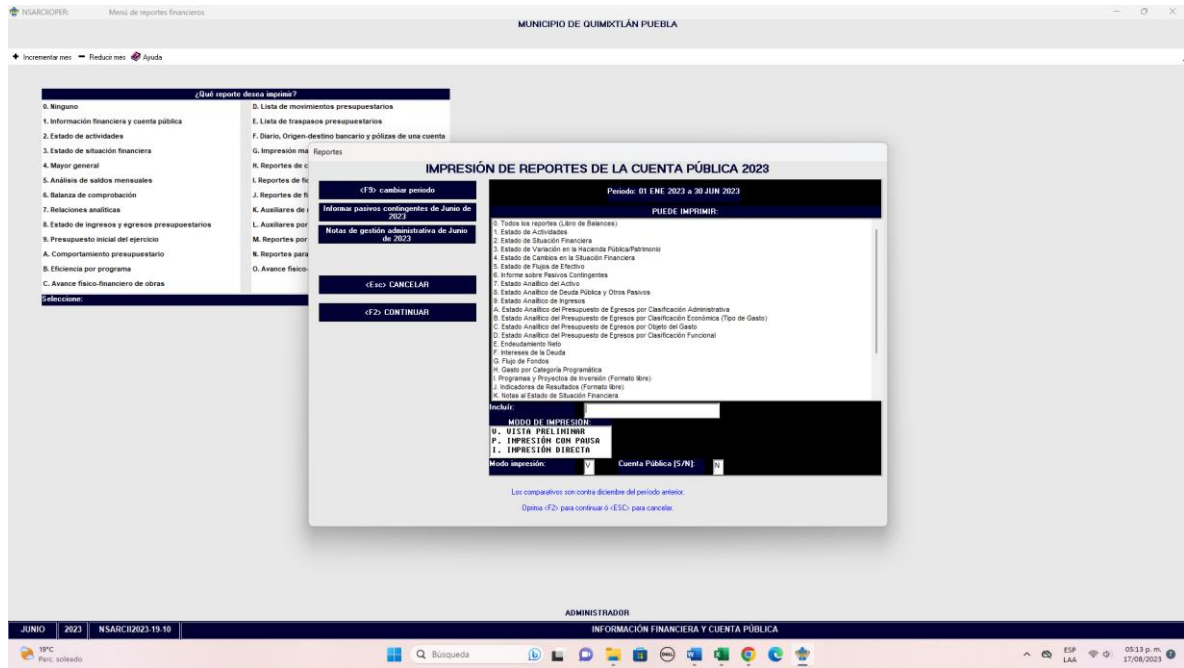 NSARCIIOPER: Menú de reportes financieros
MUNICIPIO DE QUIMIXTLÁN PUEBLA
+ Incrementar mes − Reducir mes Ayuda
¿Qué reporte desea imprimir?
0. Ninguno
1. Información financiera y cuenta pública
2. Estado de actividades
3. Estado de situación financiera
4. Mayor general
5. Análisis de saldos mensuales
6. Balanza de comprobación
7. Relaciones analíticas
8. Estado de ingresos y egresos presupuestarios
9. Presupuesto inicial del ejercicio
A. Comportamiento presupuestario
B. Eficiencia por programa
C. Avance físico-financiero de obras
D. Lista de movimientos presupuestarios
E. Lista de traspasos presupuestarios
F. Diario, Origen-destino bancario y pólizas de una cuenta
G. Impresión ma
H. Reportes de c
I. Reportes de fi
J. Reportes de fi
K. Auxiliares de
L. Auxiliares por
M. Reportes por
N. Reportes para
O. Avance físico-
Seleccione:
Reportes
IMPRESIÓN DE REPORTES DE LA CUENTA PÚBLICA 2023
<F9> cambiar periodo
Informar pasivos contingentes de Junio de
2023
Notas de gestión administrativa de Junio
de 2023
<Esc> CANCELAR
<F2> CONTINUAR
Periodo: 01 ENE 2023 a 30 JUN 2023
PUEDE IMPRIMIR:
0. Todos los reportes (Libro de Balances)
1. Estado de Actividades
2. Estado de Situación Financiera
3. Estado de Variación en la Hacienda Pública/Patrimonio
4. Estado de Cambios en la Situación Financiera
5. Estado de Flujos de Efectivo
6. Informe sobre Pasivos Contingentes
7. Estado Analítico del Activo
8. Estado Analítico de Deuda Pública y Otros Pasivos
9. Estado Analítico de Ingresos
A. Estado Analítico del Presupuesto de Egresos por Clasificación Administrativa
B. Estado Analítico del Presupuesto de Egresos por Clasificación Económica (Tipo de Gasto)
C. Estado Analítico del Presupuesto de Egresos por Objeto del Gasto
D. Estado Analítico del Presupuesto de Egresos por Clasificación Funcional
E. Endeudamiento Neto
F. Intereses de la Deuda
G. Flujo de Fondos
H. Gasto por Categoría Programática
I. Programas y Proyectos de Inversión (Formato libre)
J. Indicadores de Resultados (Formato libre)
K. Notas al Estado de Situación Financiera
Incluir:
MODO DE IMPRESIÓN:
V. VISTA PRELIMINAR
P. IMPRESIÓN CON PAUSA
I. IMPRESIÓN DIRECTA
Modo impresión: V Cuenta Pública [S/N]: N
Los comparativos son contra diciembre del período anterior.
Oprima <F2> para continuar ó <ESC> para cancelar.
ADMINISTRADOR
JUNIO 2023 NSARCII2023-19-10 INFORMACIÓN FINANCIERA Y CUENTA PÚBLICA
19°C
Parc. soleado
Búsqueda
ESP
LAA
05:13 p. m.
17/08/2023